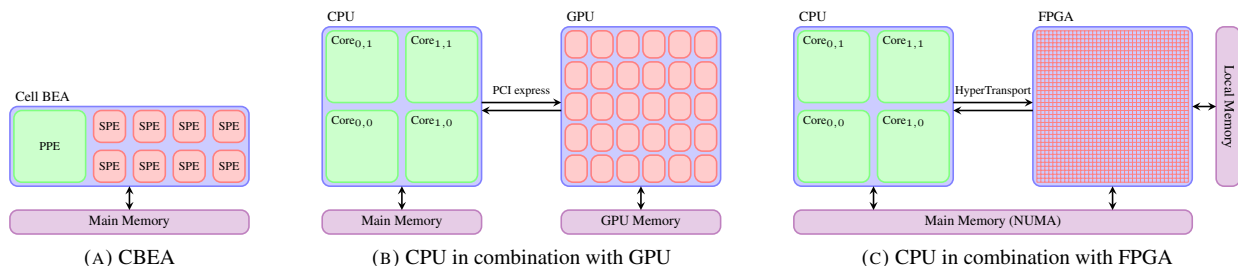 Cell BEA
PPE
SPE SPE SPE SPE
SPE SPE SPE SPE
Main Memory
(A) CBEA
CPU
Core0,1 Core1,1
Core0,0 Core1,0
PCI express
GPU
Main Memory
GPU Memory
(B) CPU in combination with GPU
CPU
Core0,1 Core1,1
Core0,0 Core1,0
HyperTransport
FPGA
Local Memory
Main Memory (NUMA)
(C) CPU in combination with FPGA